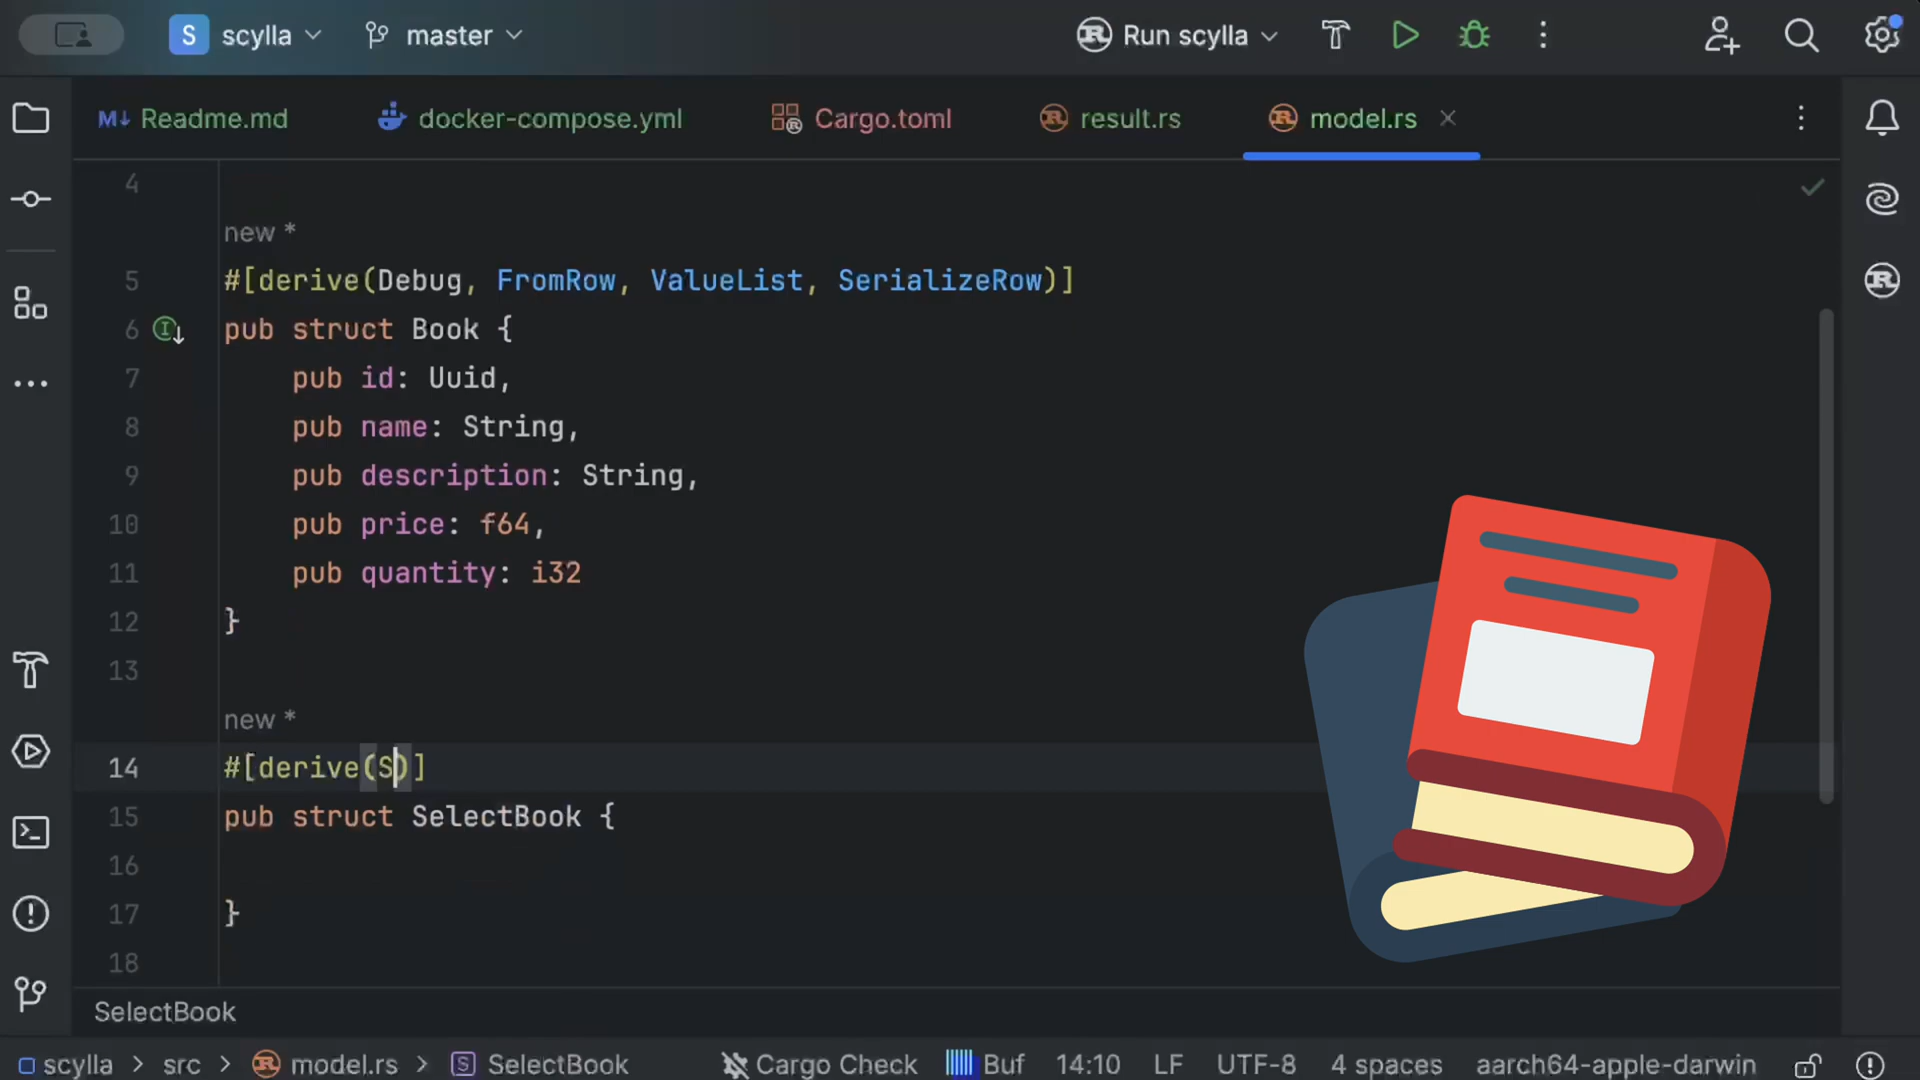 S scylla master Run scylla
M↓ Readme.md docker-compose.yml Cargo.toml result.rs model.rs
4
new *
5 #[derive(Debug, FromRow, ValueList, SerializeRow)]
6 pub struct Book {
7 pub id: Uuid,
8 pub name: String,
9 pub description: String,
10 pub price: f64,
11 pub quantity: i32
12 }
13
new *
14 #[derive(S)]
15 pub struct SelectBook {
16
17 }
18
SelectBook
scylla > src > model.rs > S SelectBook Cargo Check Buf 14:10 LF UTF-8 4 spaces aarch64-apple-darwin